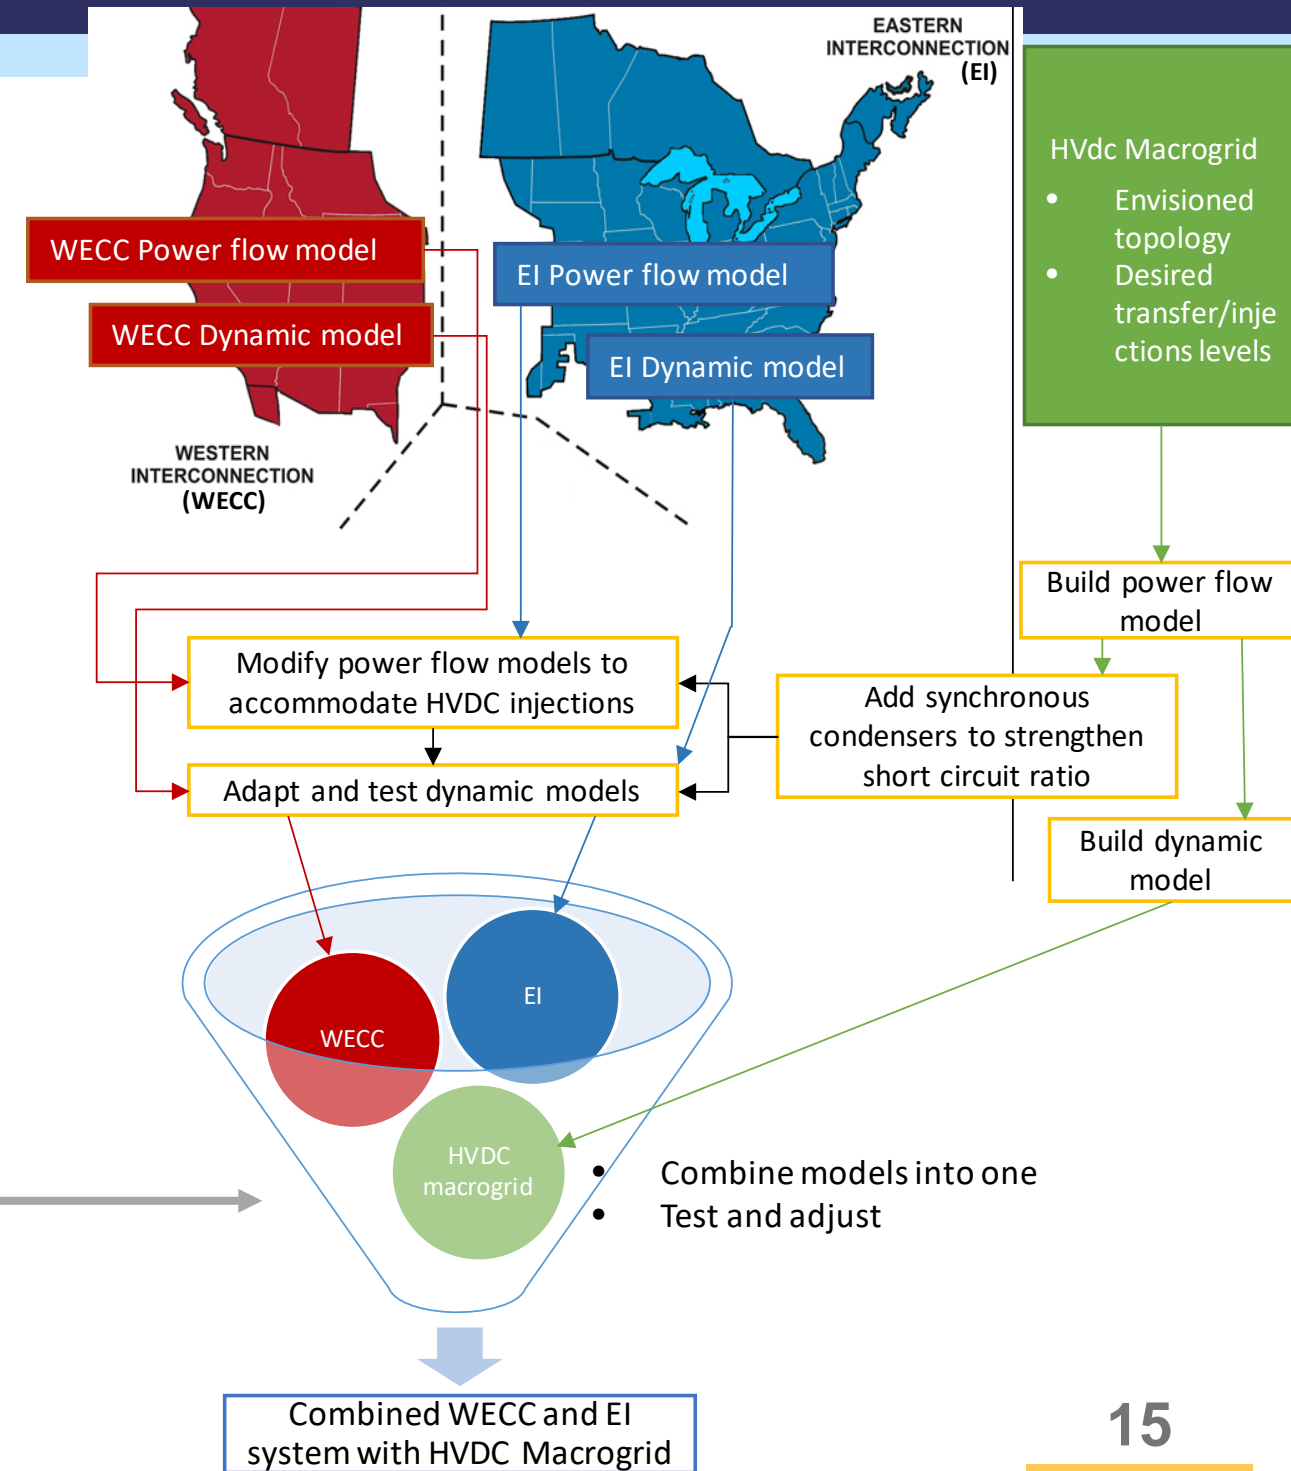 EASTERN
INTERCONNECTION
(EI)
HVdc Macrogrid
• Envisioned
topology
• Desired
transfer/inje
ctions levels
WECC Power flow model
EI Power flow model
WECC Dynamic model
EI Dynamic model
WESTERN
INTERCONNECTION
(WECC)
Build power flow
model
Modify power flow models to
accommodate HVDC injections
Add synchronous
condensers to strengthen
short circuit ratio
Adapt and test dynamic models
Build dynamic
model
EI
WECC
HVDC
macrogrid
• Combine models into one
• Test and adjust
Combined WECC and EI
system with HVDC Macrogrid
15